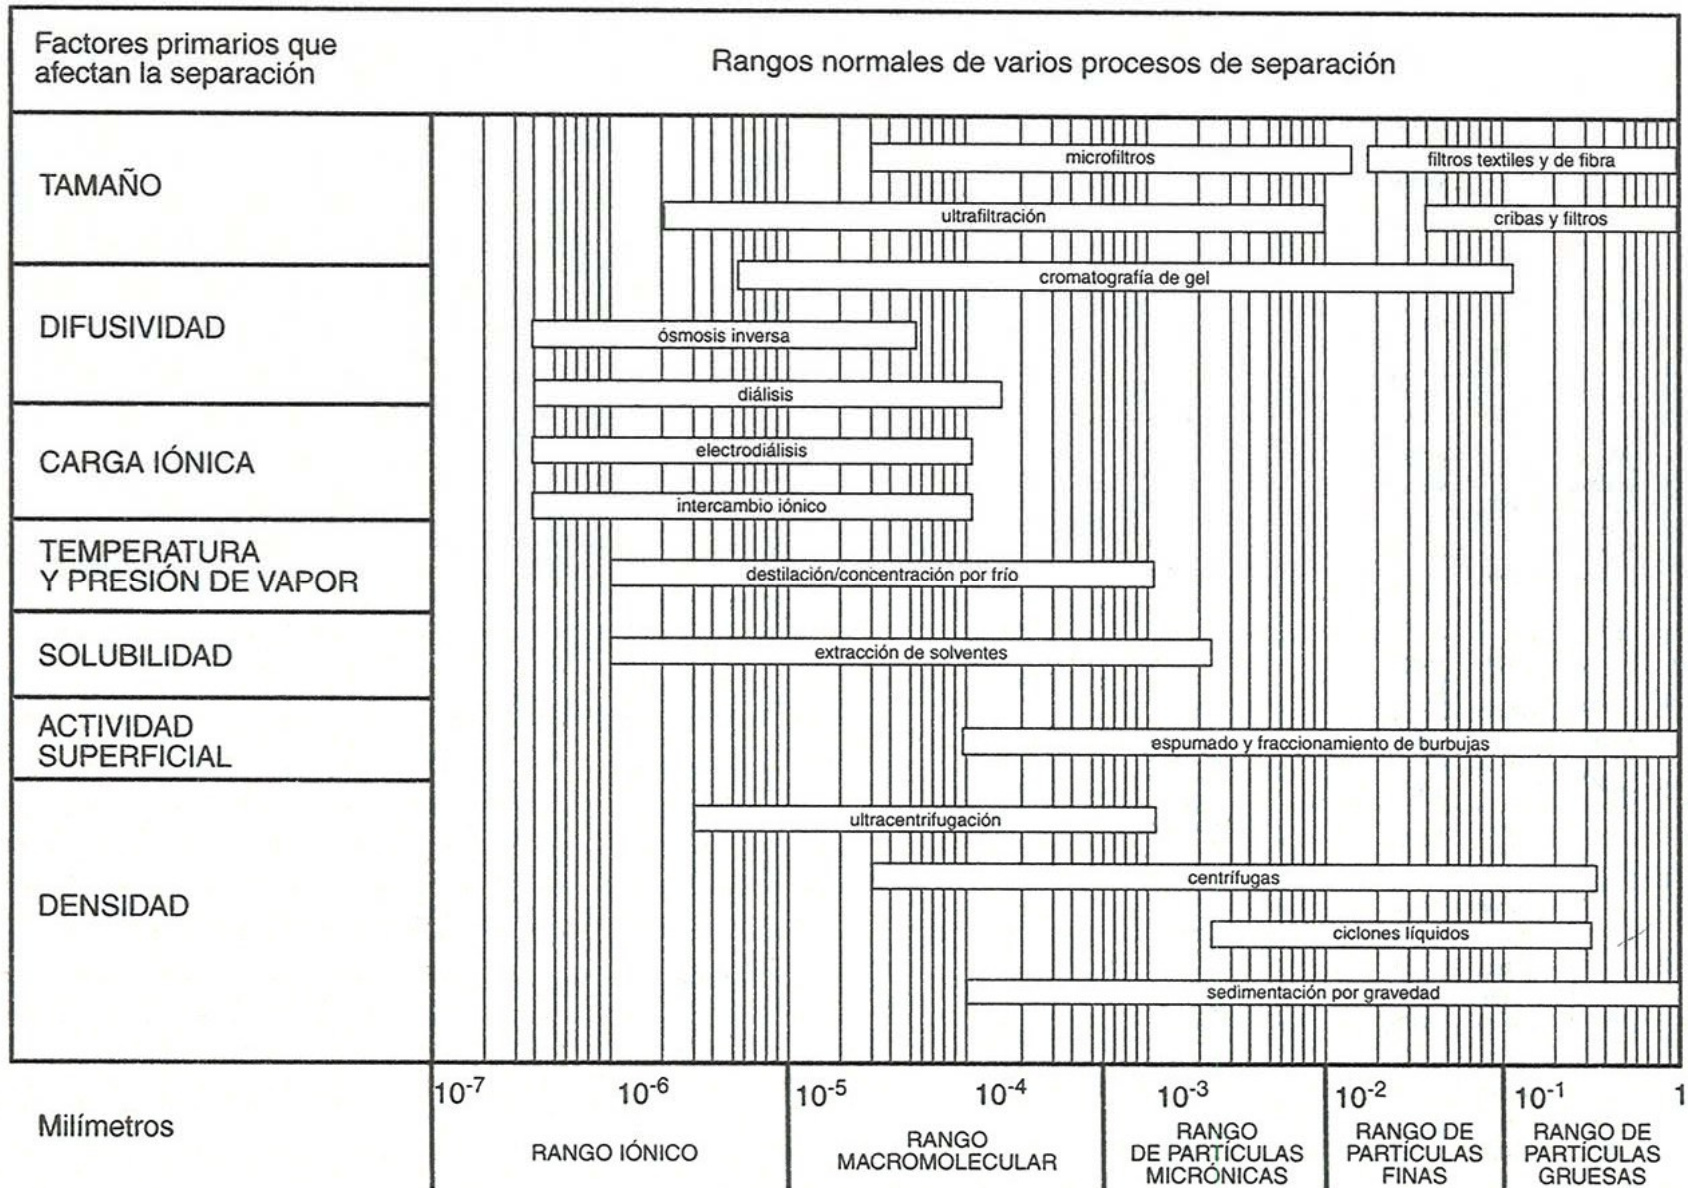 Factores primarios que
afectan la separación
Rangos normales de varios procesos de separación
TAMAÑO
microfiltros
filtros textiles y de fibra
ultrafiltración
cribas y filtros
cromatografía de gel
DIFUSIVIDAD
ósmosis inversa
diálisis
CARGA IÓNICA
electrodiálisis
intercambio iónico
TEMPERATURA
Y PRESIÓN DE VAPOR
destilación/concentración por frío
SOLUBILIDAD
extracción de solventes
ACTIVIDAD
SUPERFICIAL
espumado y fraccionamiento de burbujas
DENSIDAD
ultracentrifugación
centrífugas
ciclones líquidos
sedimentación por gravedad
Milímetros
10⁻⁷ 10⁻⁶ 10⁻⁵ 10⁻⁴ 10⁻³ 10⁻² 10⁻¹ 1
RANGO IÓNICO
RANGO
MACROMOLECULAR
RANGO
DE PARTÍCULAS
MICRÓNICAS
RANGO DE
PARTÍCULAS
FINAS
RANGO DE
PARTÍCULAS
GRUESAS